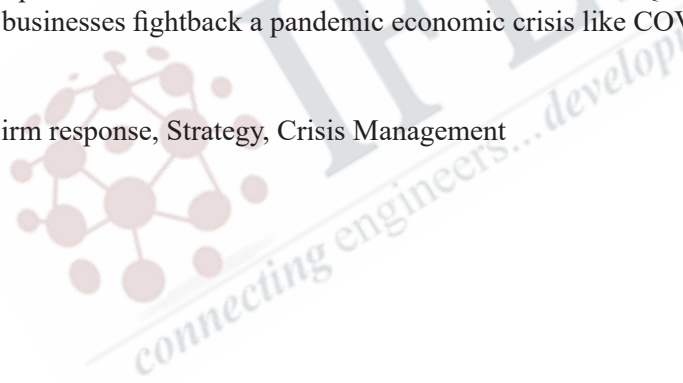 businesses fightback a pandemic economic crisis like COV
irm response, Strategy, Crisis Management
connecting engineers...develop